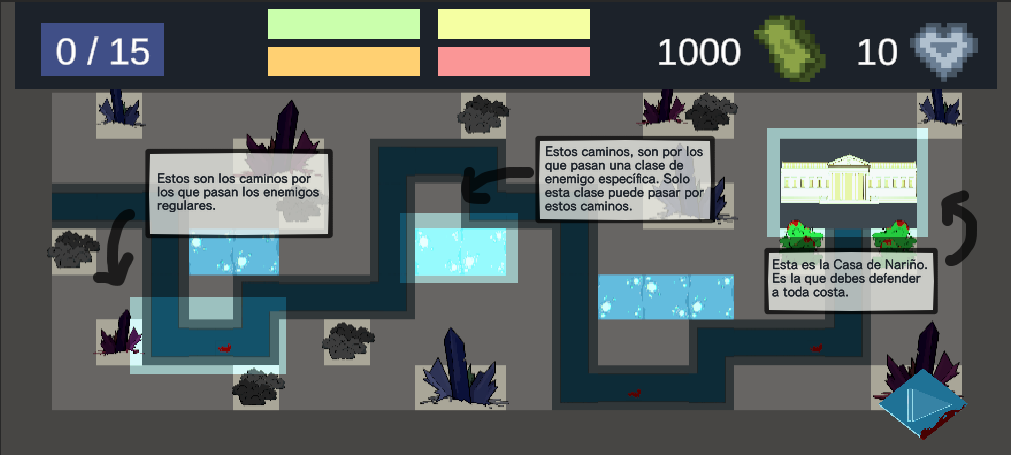 0 / 15
1000
10
Estos son los caminos por
los que pasan los enemigos
regulares.
Estos caminos, son por los
que pasan una clase de
enemigo específica. Solo
esta clase puede pasar por
estos caminos.
Esta es la Casa de Nariño.
Es la que debes defender
a toda costa.